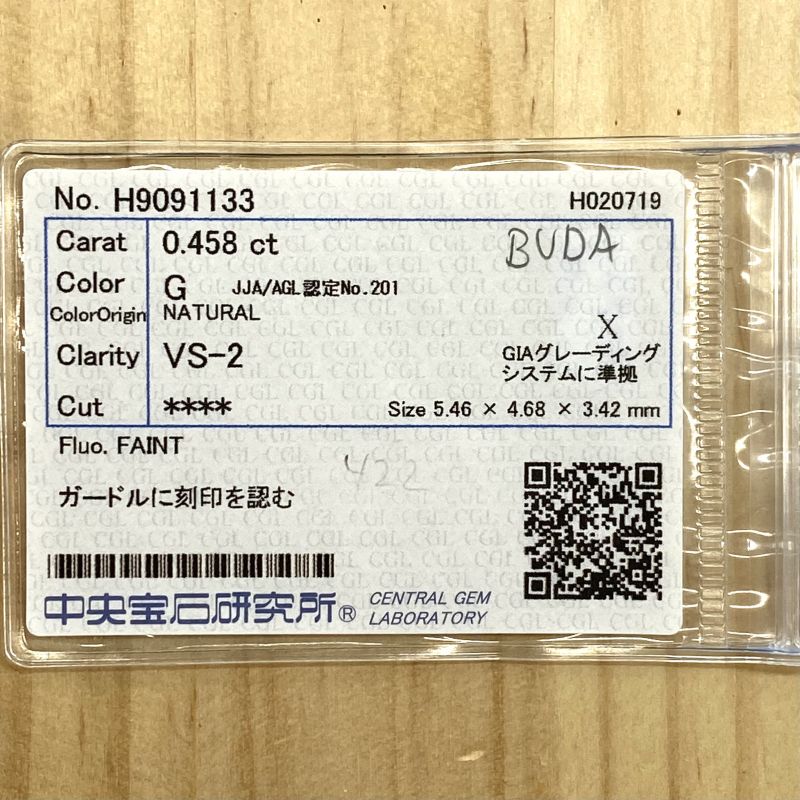 No. H9091133 H020719
Carat 0.458 ct BUDA
Color G JJA/AGL認定No.201
ColorOrigin NATURAL
X
Clarity VS-2 GIAグレーディング
システムに準拠
Cut **** Size 5.46 × 4.68 × 3.42 mm
Fluo. FAINT
422
ガードルに刻印を認む
中央宝石研究所® CENTRAL GEM
LABORATORY